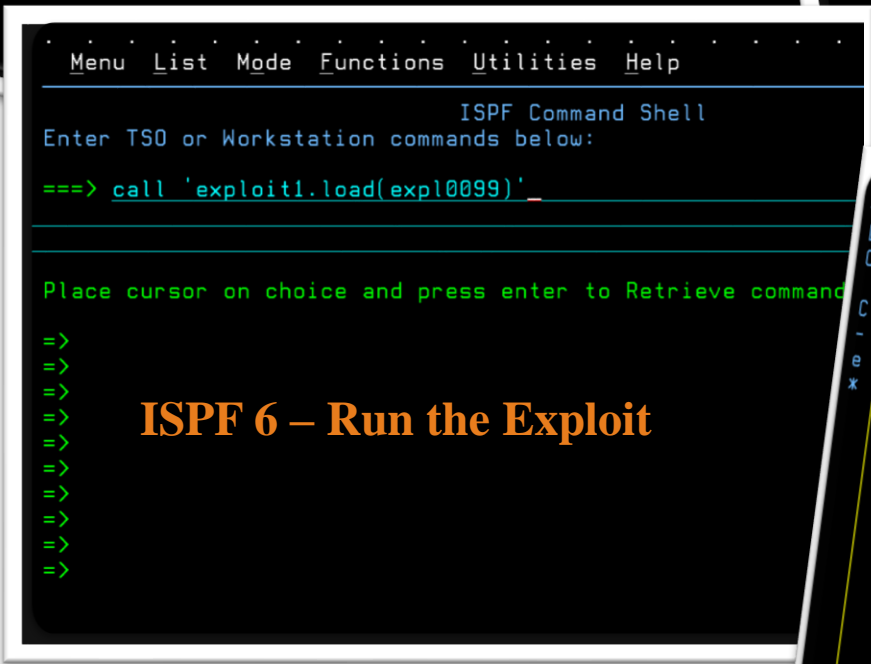 Menu List Mode Functions Utilities Help
ISPF Command Shell
Enter TSO or Workstation commands below:
===> call 'exploit1.load(expl0099)'_
Place cursor on choice and press enter to Retrieve command
=>
=>
=>
=>
=>
=>
=>
=>
=>
=>
ISPF 6 – Run the Exploit
C
-
e
*